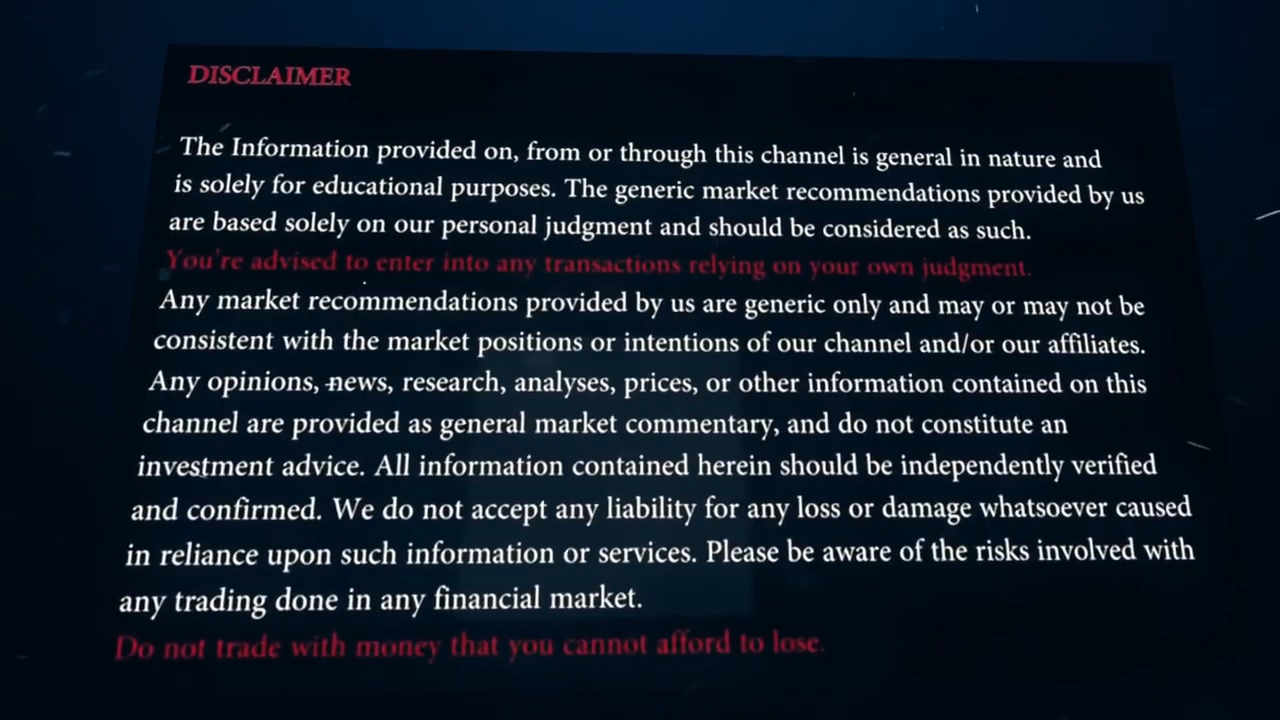 DISCLAIMER
The Information provided on, from or through this channel is general in nature and
is solely for educational purposes. The generic market recommendations provided by us
are based solely on our personal judgment and should be considered as such.
You're advised to enter into any transactions relying on your own judgment.
Any market recommendations provided by us are generic only and may or may not be
consistent with the market positions or intentions of our channel and/or our affiliates.
Any opinions, news, research, analyses, prices, or other information contained on this
channel are provided as general market commentary, and do not constitute an
investment advice. All information contained herein should be independently verified
and confirmed. We do not accept any liability for any loss or damage whatsoever caused
in reliance upon such information or services. Please be aware of the risks involved with
any trading done in any financial market.
Do not trade with money that you cannot afford to lose.